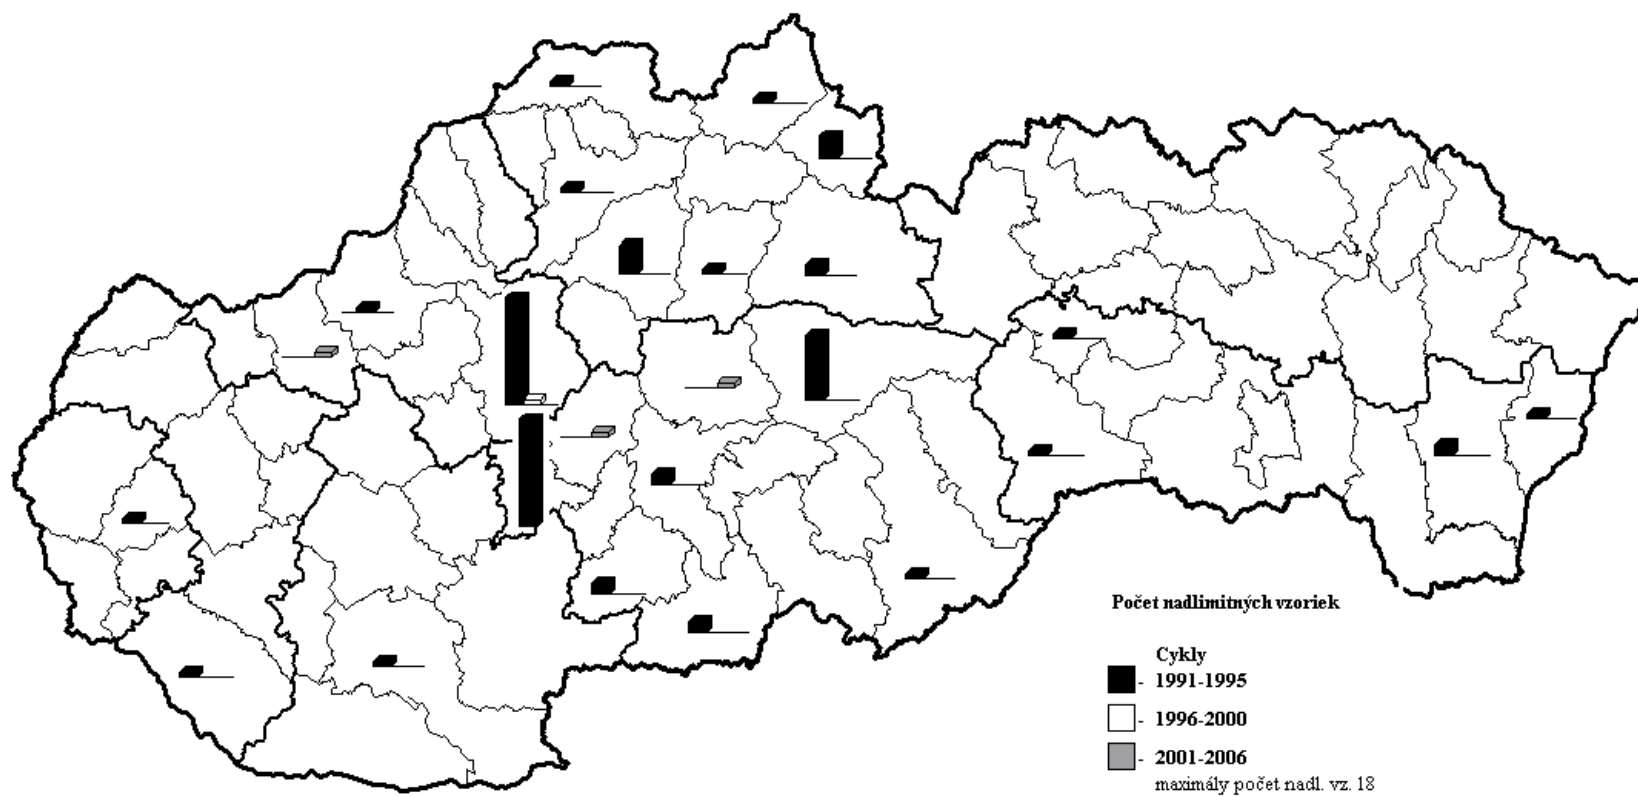 Počet nadlimitných vzoriek
Cykly
- 1991-1995
- 1996-2000
- 2001-2006
maximály počet nadl. vz. 18